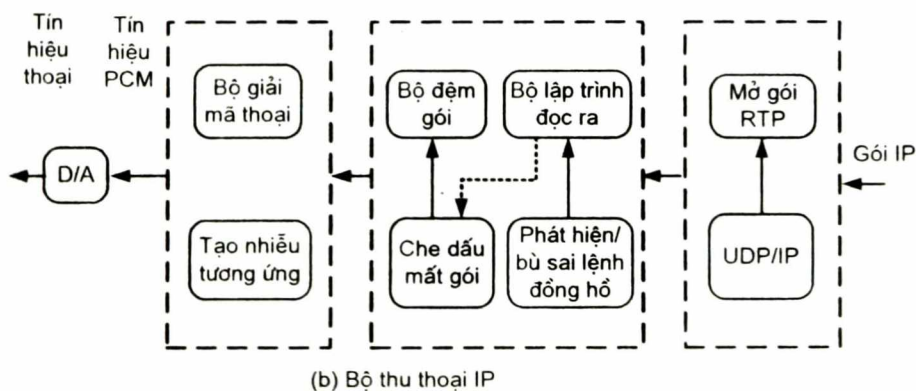 Tín
hiệu
thoại
Tín
hiệu
PCM
Bộ giải
mã thoại
Bộ đệm
gói
Bộ lập trình
đọc ra
Mở gói
RTP
Gói IP
D/A
Tạo nhiễu
tương ứng
Che dấu
mất gói
Phát hiện/
bù sai lệnh
đồng hồ
UDP/IP
(b) Bộ thu thoại IP